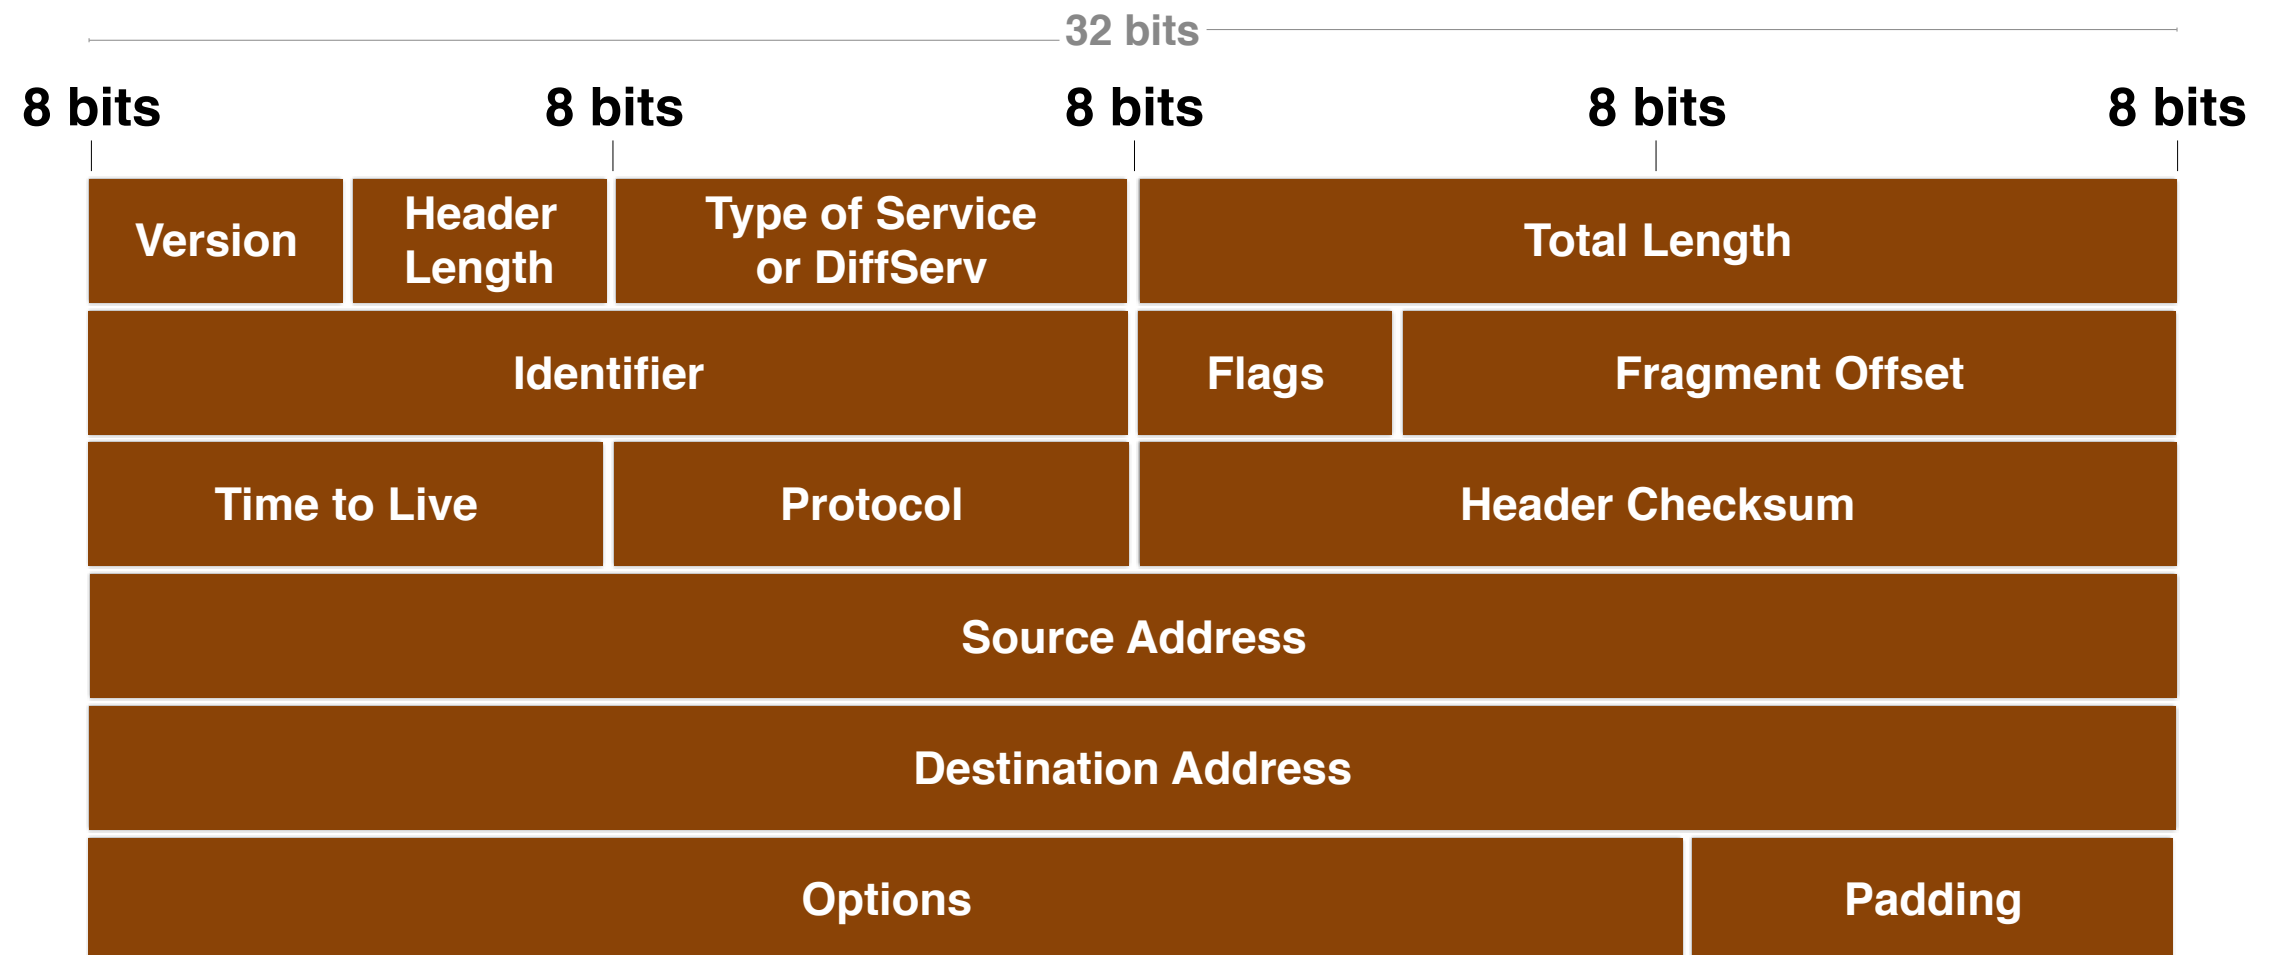 32 bits
8 bits 8 bits 8 bits 8 bits 8 bits
Version
Header
Length
Type of Service
or DiffServ
Total Length
Identifier
Flags
Fragment Offset
Time to Live
Protocol
Header Checksum
Source Address
Destination Address
Options
Padding